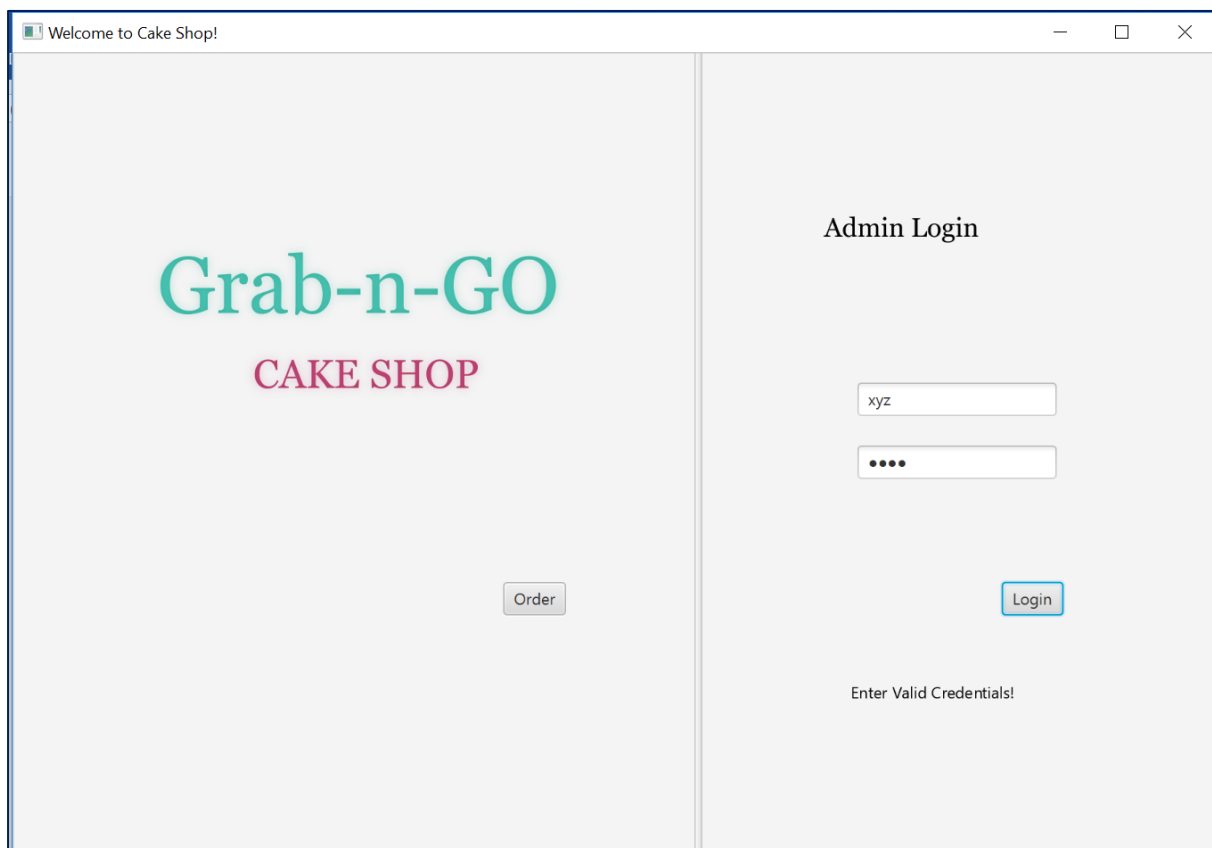 Welcome to Cake Shop!
Grab-n-GO
CAKE SHOP
Order
Admin Login
xyz
••••
Login
Enter Valid Credentials!